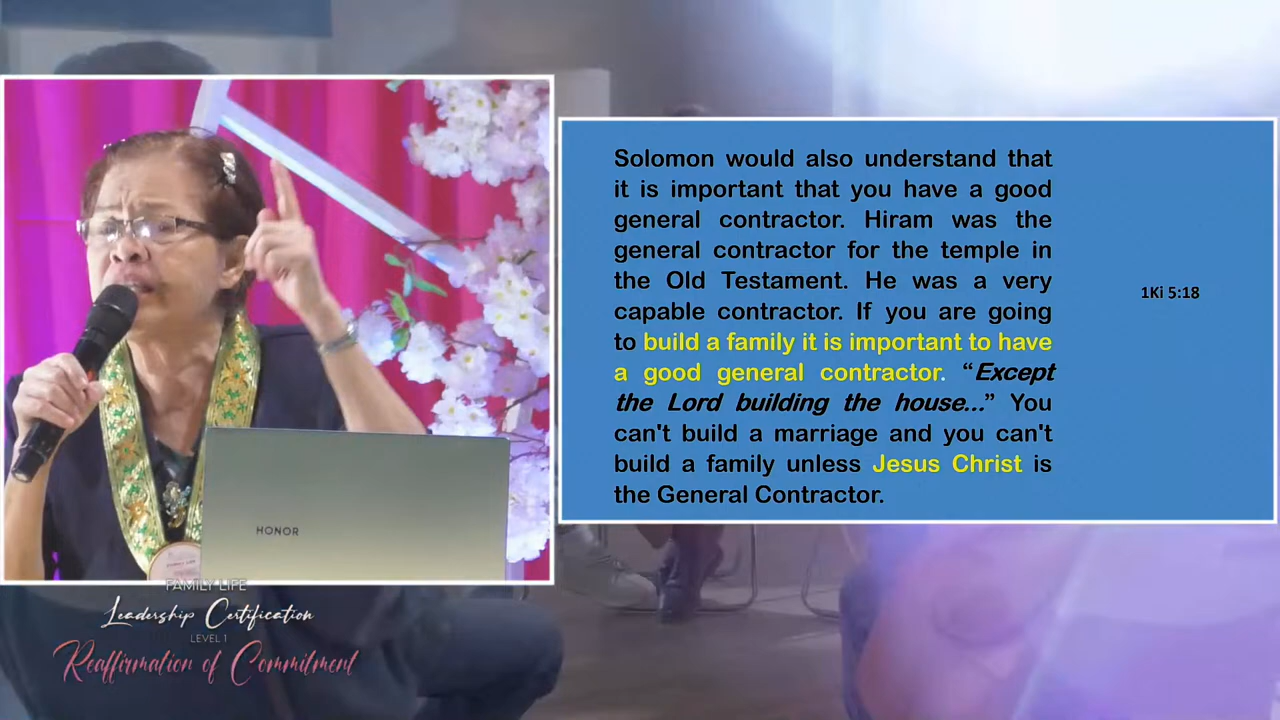 Solomon would also understand that
it is important that you have a good
general contractor. Hiram was the
general contractor for the temple in
the Old Testament. He was a very
capable contractor. If you are going
to build a family it is important to have
a good general contractor. “Except
the Lord building the house...” You
can't build a marriage and you can't
build a family unless Jesus Christ is
the General Contractor.
1Ki 5:18
HONOR
FAMILY LIFE
Leadership Certification
LEVEL 1
Reaffirmation of Commitment